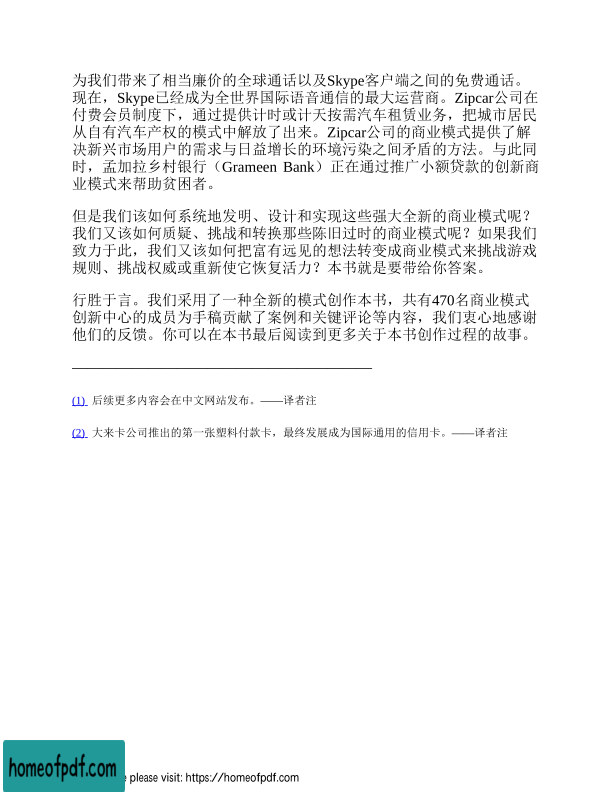 为我们带来了相当廉价的全球通话以及Skype客户端之间的免费通话。
现在，Skype已经成为全世界国际语音通信的最大运营商。Zipcar公司在
付费会员制度下，通过提供计时或计天按需汽车租赁业务，把城市居民
从自有汽车产权的模式中解放了出来。Zipcar公司的商业模式提供了解
决新兴市场用户的需求与日益增长的环境污染之间矛盾的方法。与此同
时，孟加拉乡村银行（Grameen Bank）正在通过推广小额贷款的创新商
业模式来帮助贫困者。
但是我们该如何系统地发明、设计和实现这些强大全新的商业模式呢？
我们又该如何质疑、挑战和转换那些陈旧过时的商业模式呢？如果我们
致力于此，我们又该如何把富有远见的想法转变成商业模式来挑战游戏
规则、挑战权威或重新使它恢复活力？本书就是要带给你答案。
行胜于言。我们采用了一种全新的模式创作本书，共有470名商业模式
创新中心的成员为手稿贡献了案例和关键评论等内容，我们衷心地感谢
他们的反馈。你可以在本书最后阅读到更多关于本书创作过程的故事。
(1) 后续更多内容会在中文网站发布。——译者注
(2) 大来卡公司推出的第一张塑料付款卡，最终发展成为国际通用的信用卡。——译者注
homeofpdf.com
please visit: https://homeofpdf.com